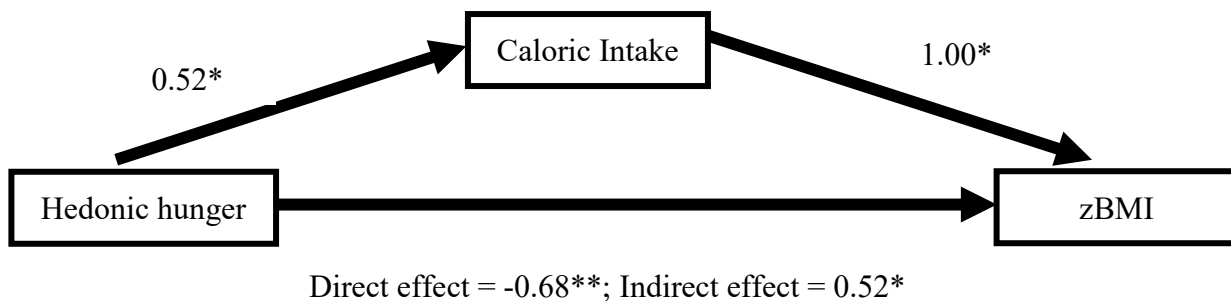 Caloric Intake
0.52*
1.00*
Hedonic hunger
zBMI
Direct effect = -0.68**; Indirect effect = 0.52*